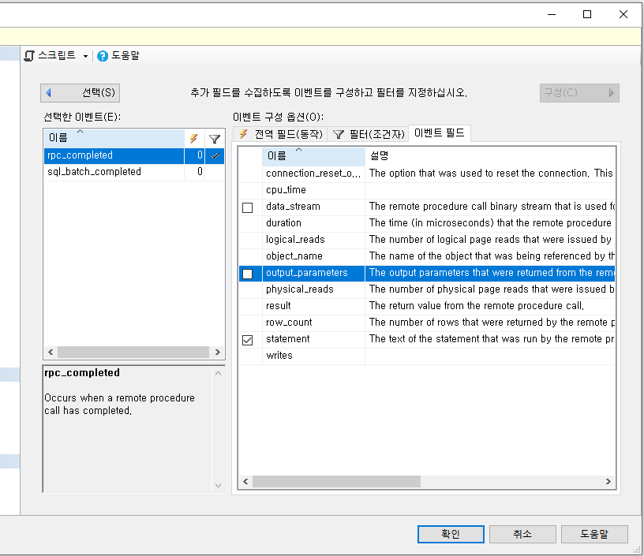 스크립트 도움말
선택(S) 추가 필드를 수집하도록 이벤트를 구성하고 필터를 지정하십시오. 구성(C)
선택한 이벤트(E):
이름
rpc_completed 0
sql_batch_completed 0
rpc_completed
Occurs when a remote procedure
call has completed.
이벤트 구성 옵션(O):
전역 필드(동작) 필터(조건자) 이벤트 필드
이름 설명
connection_reset_o... The option that was used to reset the connection. This
cpu_time
data_stream The remote procedure call binary stream that is used fo
duration The time (in microseconds) that the remote procedure
logical_reads The number of logical page reads that were issued by
object_name The name of the object that was being referenced by the
output_parameters The output parameters that were returned from the remo
physical_reads The number of physical page reads that were issued b
result The return value from the remote procedure call.
row_count The number of rows that were returned by the remote p
statement The text of the statement that was run by the remote pr
writes
확인 취소 도움말